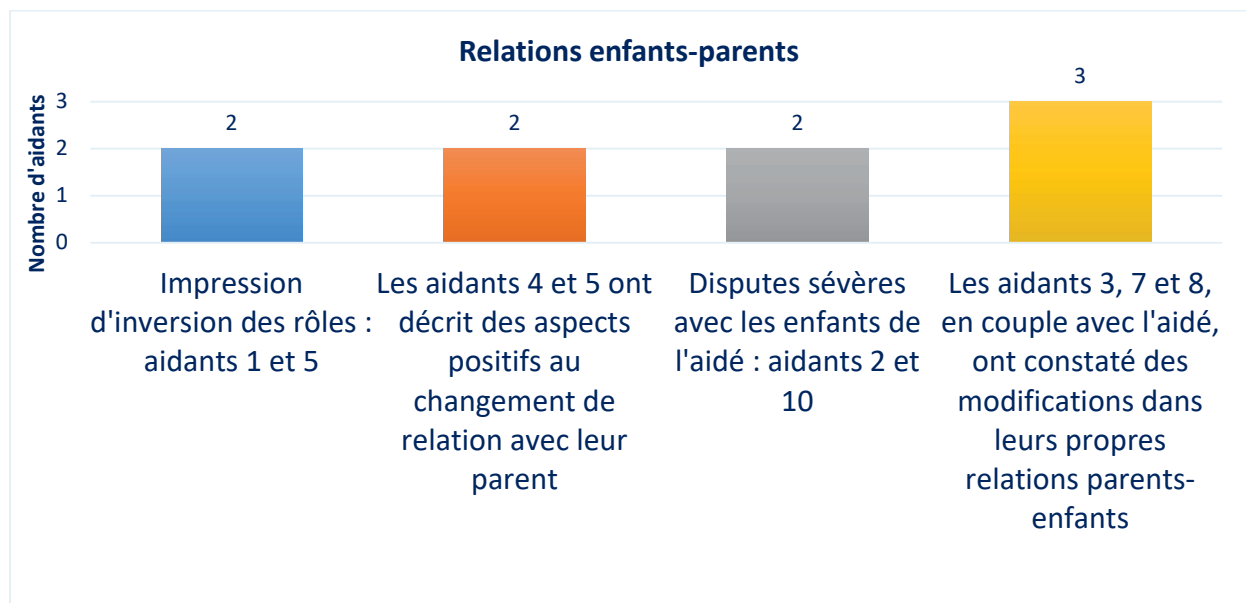 Relations enfants-parents
Nombre d'aidants
3
2
1
0
2
2
2
3
Impression
d'inversion des rôles :
aidants 1 et 5
Les aidants 4 et 5 ont
décrit des aspects
positifs au
changement de
relation avec leur
parent
Disputes sévères
avec les enfants de
l'aidé : aidants 2 et
10
Les aidants 3, 7 et 8,
en couple avec l'aidé,
ont constaté des
modifications dans
leurs propres
relations parents-
enfants